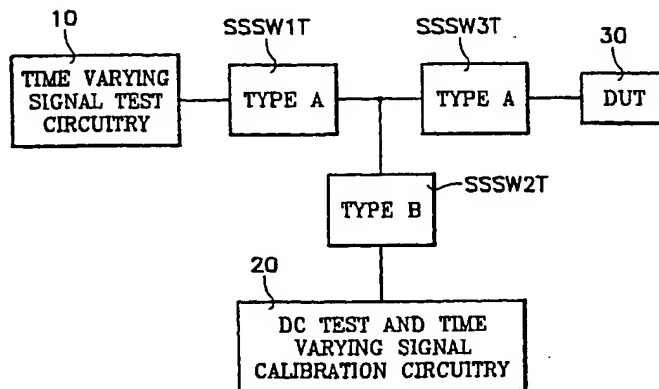 10
SSSW1T
SSSW3T
30
TIME VARYING
SIGNAL TEST
CIRCUITRY
TYPE A
TYPE A
DUT
TYPE B
SSSW2T
20
DC TEST AND TIME
VARYING SIGNAL
CALIBRATION CIRCUITRY